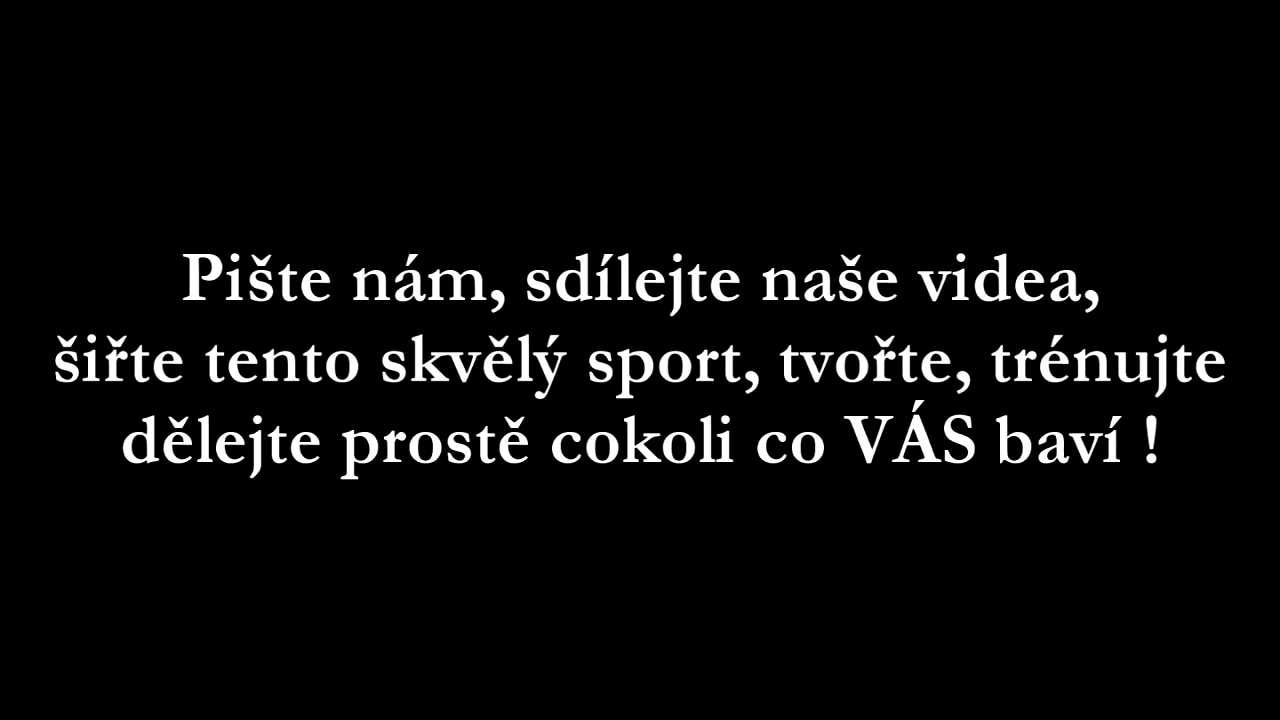 Pište nám, sdílejte naše videa,
šiřte tento skvělý sport, tvořte, trénujte
dělejte prostě cokoli co VÁS baví !